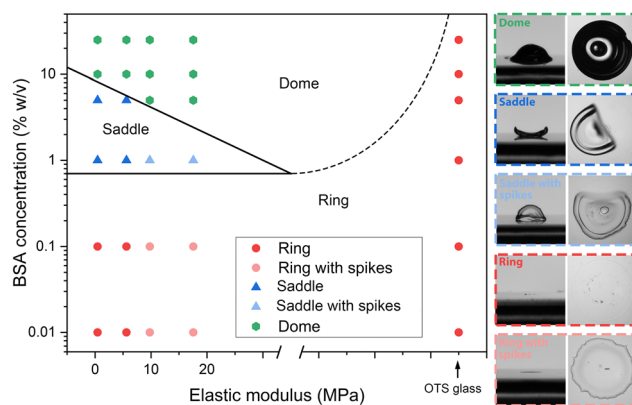 BSA concentration (% w/v)
10
1
0.1
0.01
Dome
Saddle
Ring
Ring
Ring with spikes
Saddle
Saddle with spikes
Dome
0
10
20
30
Elastic modulus (MPa)
OTS glass
Dome
Saddle
Saddle with
spikes
Ring
Ring with
spikes